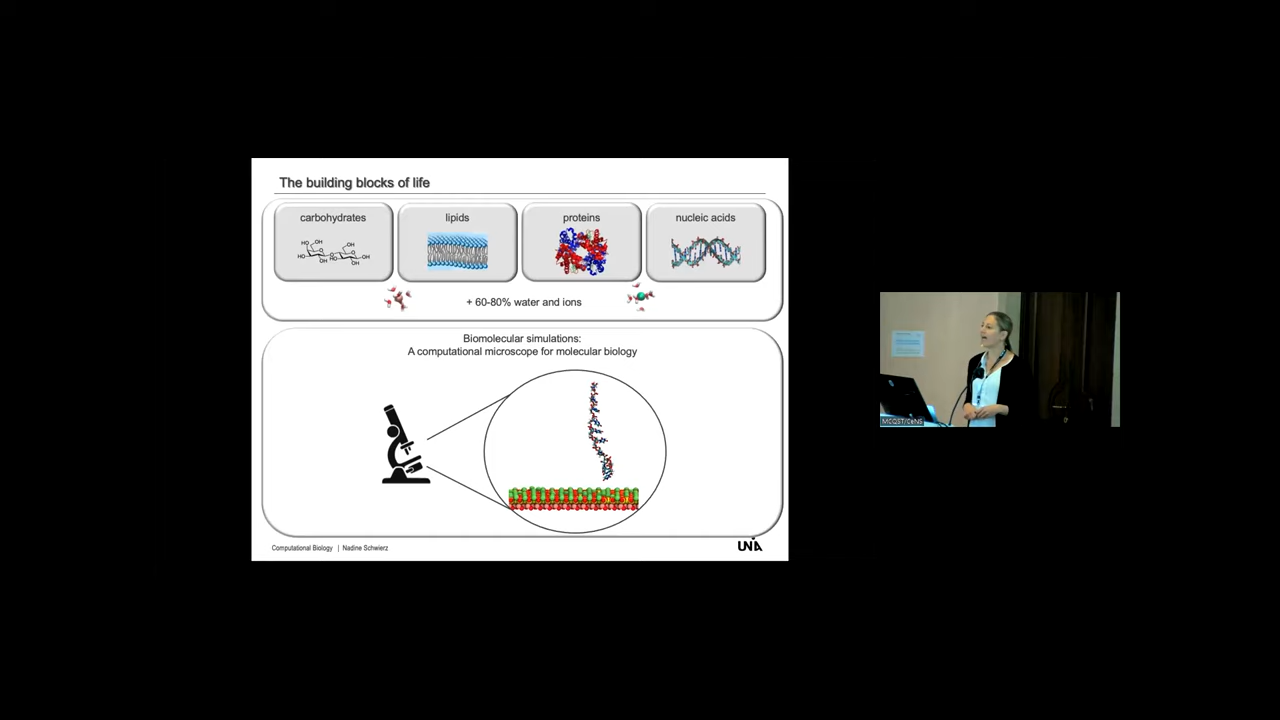 The building blocks of life
carbohydrates
lipids
proteins
nucleic acids
+ 60-80% water and ions
Biomolecular simulations:
A computational microscope for molecular biology
Computational Biology | Nadine Schwierz
UNIA
MCQST/CeNS